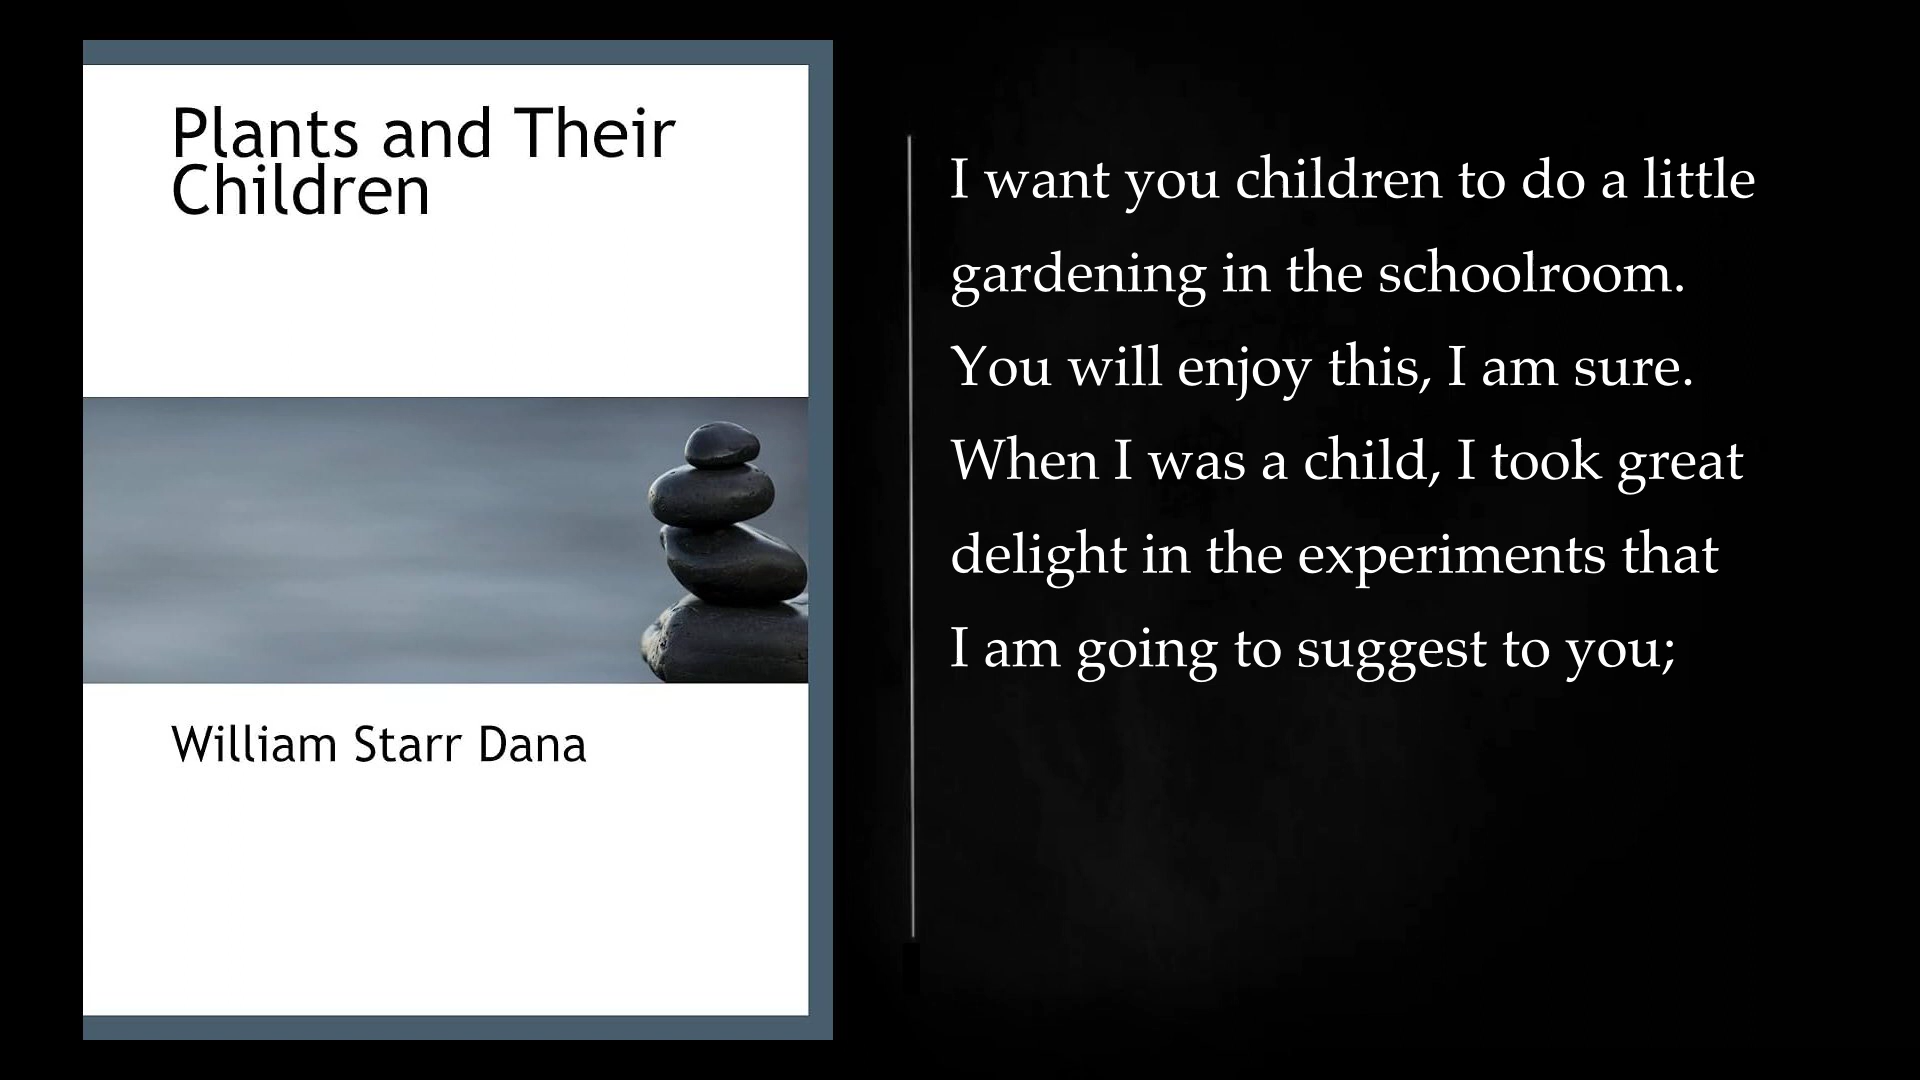 Plants and Their
Children
William Starr Dana
I want you children to do a little
gardening in the schoolroom.
You will enjoy this, I am sure.
When I was a child, I took great
delight in the experiments that
I am going to suggest to you;